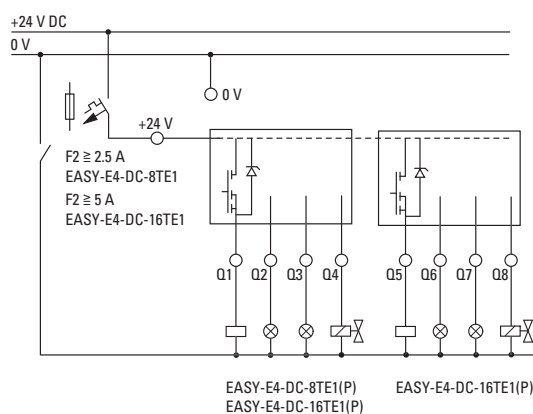 +24 V DC
0 V
0 V
+24 V
F2 ≧ 2.5 A
EASY-E4-DC-8TE1
F2 ≧ 5 A
EASY-E4-DC-16TE1
Q1 Q2 Q3 Q4 Q5 Q6 Q7 Q8
EASY-E4-DC-8TE1(P) EASY-E4-DC-16TE1(P)
EASY-E4-DC-16TE1(P)